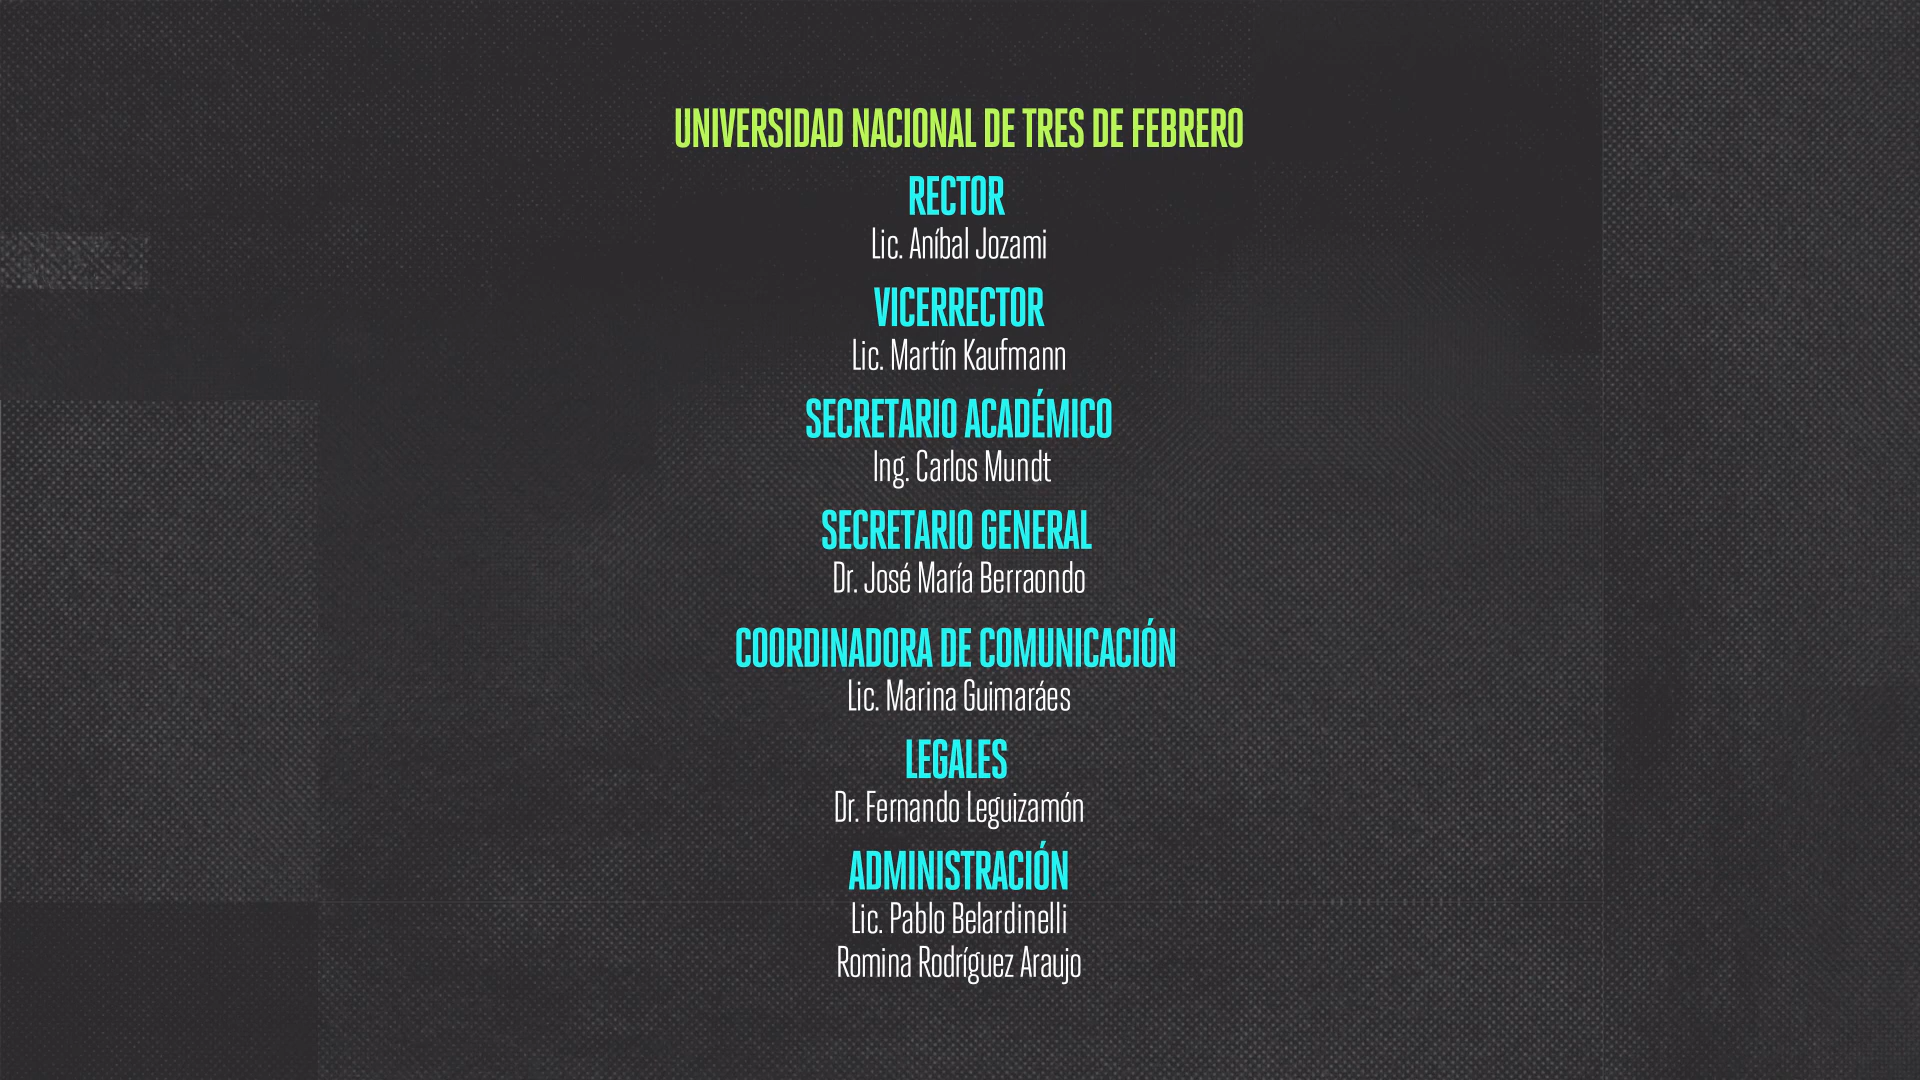 UNIVERSIDAD NACIONAL DE TRES DE FEBRERO
RECTOR
Lic. Aníbal Jozami
VICERRECTOR
Lic. Martín Kaufmann
SECRETARIO ACADÉMICO
Ing. Carlos Mundt
SECRETARIO GENERAL
Dr. José María Berraondo
COORDINADORA DE COMUNICACIÓN
Lic. Marina Guimaráes
LEGALES
Dr. Fernando Leguizamón
ADMINISTRACIÓN
Lic. Pablo Belardinelli
Romina Rodríguez Araujo